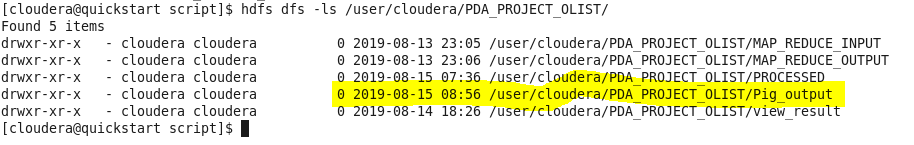 [cloudera@quickstart script]$ hdfs dfs -ls /user/cloudera/PDA_PROJECT_OLIST/
Found 5 items
drwxr-xr-x   - cloudera cloudera          0 2019-08-13 23:05 /user/cloudera/PDA_PROJECT_OLIST/MAP_REDUCE_INPUT
drwxr-xr-x   - cloudera cloudera          0 2019-08-13 23:06 /user/cloudera/PDA_PROJECT_OLIST/MAP_REDUCE_OUTPUT
drwxr-xr-x   - cloudera cloudera          0 2019-08-15 07:36 /user/cloudera/PDA_PROJECT_OLIST/PROCESSED
drwxr-xr-x   - cloudera cloudera          0 2019-08-15 08:56 /user/cloudera/PDA_PROJECT_OLIST/Pig_output
drwxr-xr-x   - cloudera cloudera          0 2019-08-14 18:26 /user/cloudera/PDA_PROJECT_OLIST/view_result
[cloudera@quickstart script]$